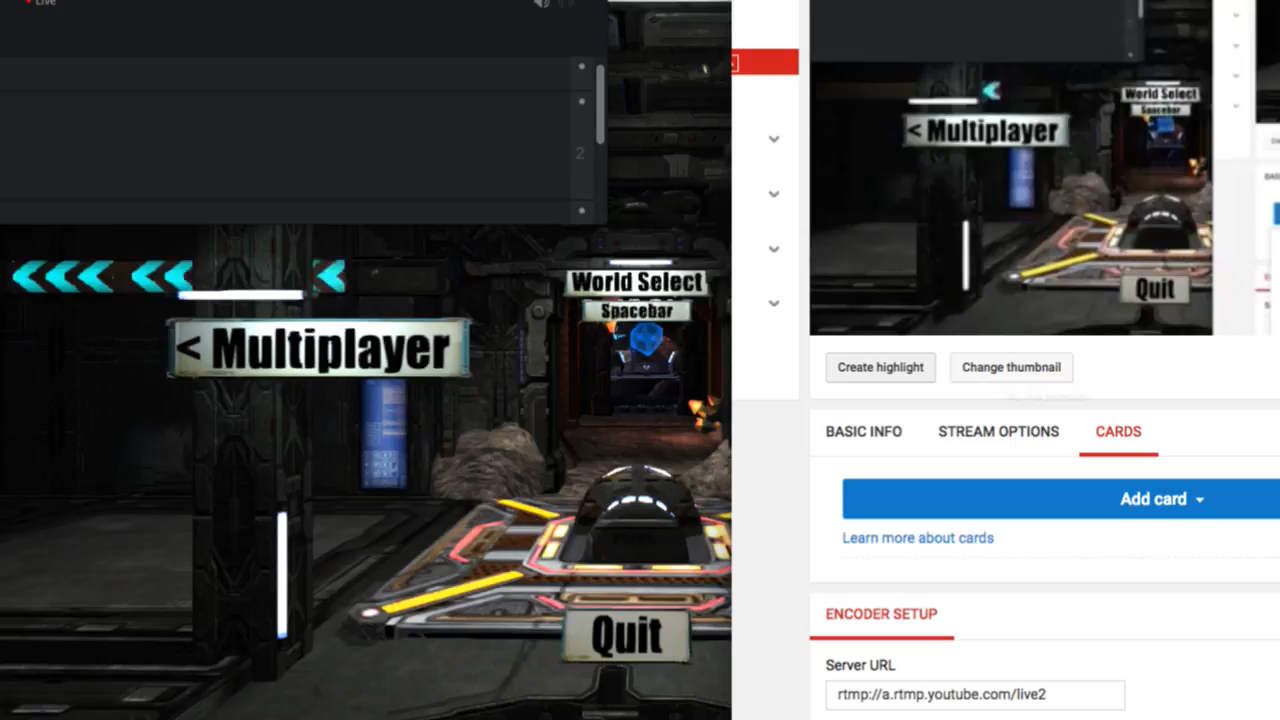 Live
2
World Select
Spacebar
< Multiplayer
Quit
World Select
Spacebar
< Multiplayer
Quit
Create highlight
Change thumbnail
BASIC INFO
STREAM OPTIONS
CARDS
Add card
Learn more about cards
ENCODER SETUP
Server URL
rtmp://a.rtmp.youtube.com/live2